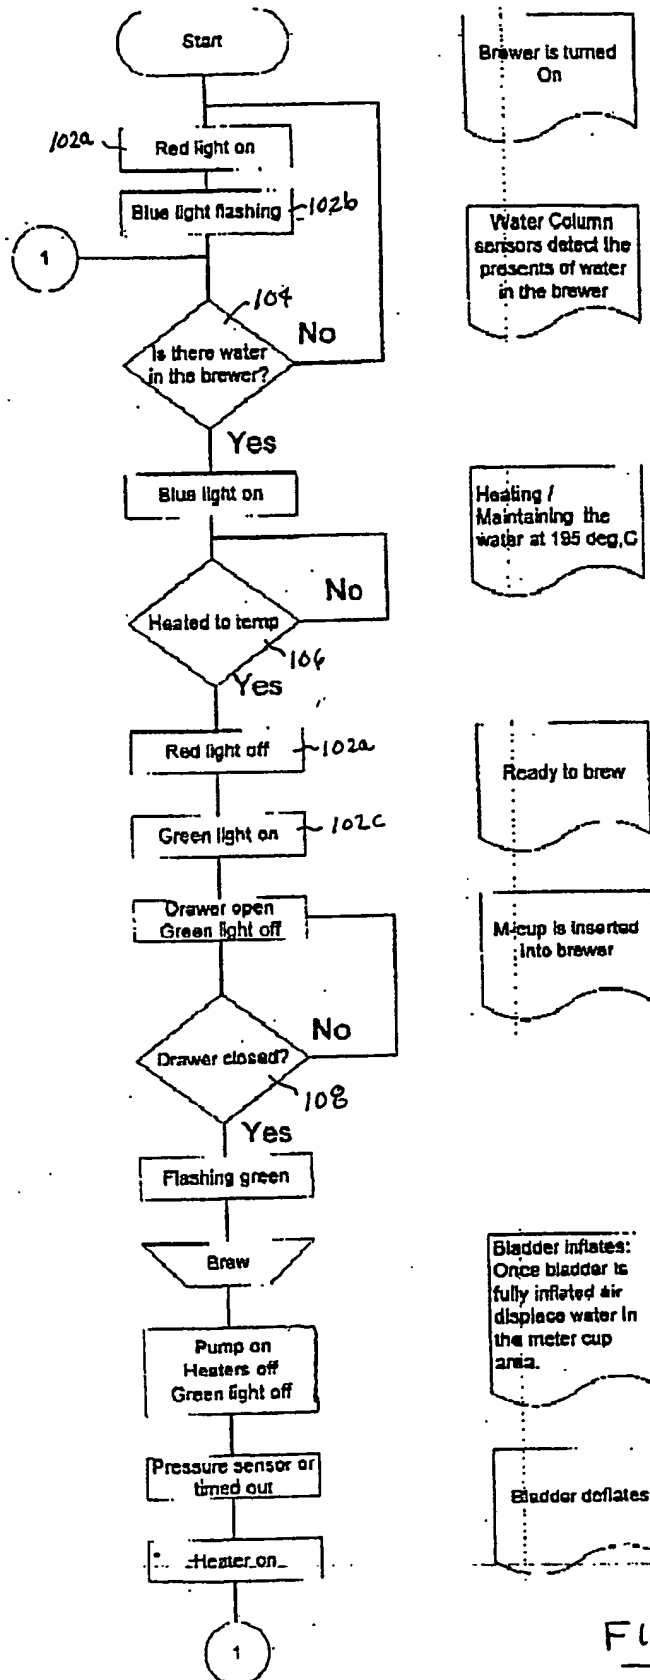 Start
Brewer is turned
On
102a
Red light on
Blue light flashing
102b
1
Water Column
sensors detect the
presents of water
in the brewer
104
No
Is there water
in the brewer?
Yes
Blue light on
Heating /
Maintaining the
water at 195 deg,C
No
Heated to temp
106
Yes
Red light off
102a
Ready to brew
Green light on
102c
Drawer open
Green light off
M-cup is inserted
into brewer
No
Drawer closed?
108
Yes
Flashing green
Brew
Bladder inflates:
Once bladder is
fully inflated air
displace water in
the meter cup
area.
Pump on
Heaters off
Green light off
Pressure sensor or
timed out
Bladder deflates
Heater on
1